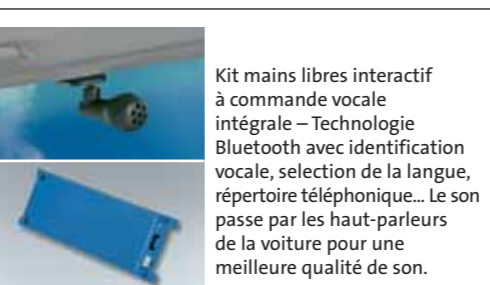 Kit mains libres interactif
à commande vocale
intégrale – Technologie
Bluetooth avec identification
vocale, selection de la langue,
répertoire téléphonique... Le son
passe par les haut-parleurs
de la voiture pour une
meilleure qualité de son.